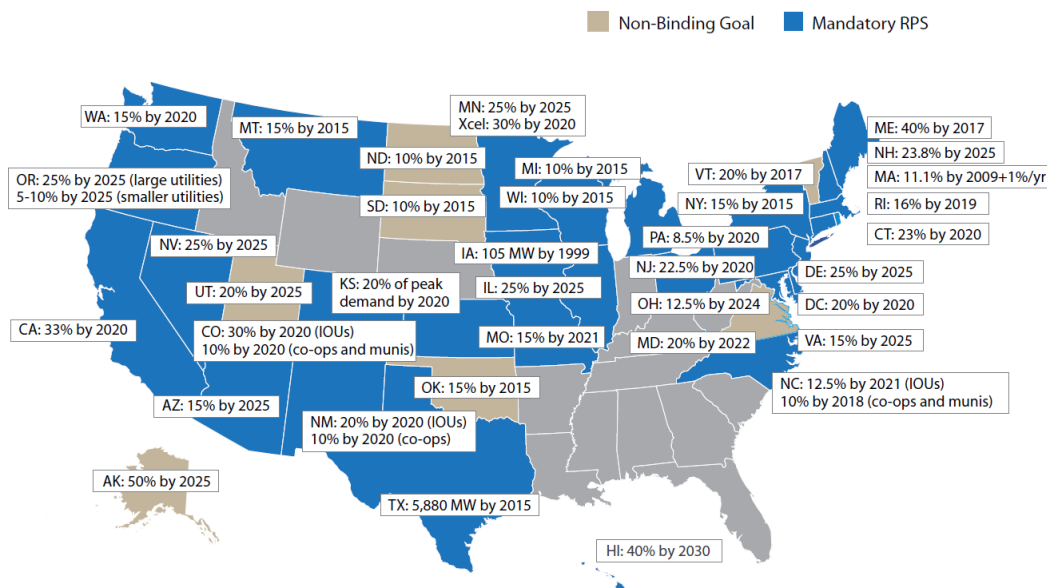 Non-Binding Goal
Mandatory RPS
WA: 15% by 2020
MT: 15% by 2015
MN: 25% by 2025
Xcel: 30% by 2020
ME: 40% by 2017
NH: 23.8% by 2025
ND: 10% by 2015
MI: 10% by 2015
VT: 20% by 2017
MA: 11.1% by 2009+1%/yr
OR: 25% by 2025 (large utilities)
5-10% by 2025 (smaller utilities)
SD: 10% by 2015
WI: 10% by 2015
NY: 15% by 2015
RI: 16% by 2019
CT: 23% by 2020
NV: 25% by 2025
IA: 105 MW by 1999
PA: 8.5% by 2020
NJ: 22.5% by 2020
DE: 25% by 2025
UT: 20% by 2025
KS: 20% of peak
demand by 2020
IL: 25% by 2025
OH: 12.5% by 2024
DC: 20% by 2020
CA: 33% by 2020
CO: 30% by 2020 (IOUs)
10% by 2020 (co-ops and munis)
MO: 15% by 2021
MD: 20% by 2022
VA: 15% by 2025
AZ: 15% by 2025
OK: 15% by 2015
NC: 12.5% by 2021 (IOUs)
10% by 2018 (co-ops and munis)
NM: 20% by 2020 (IOUs)
10% by 2020 (co-ops)
AK: 50% by 2025
TX: 5,880 MW by 2015
HI: 40% by 2030